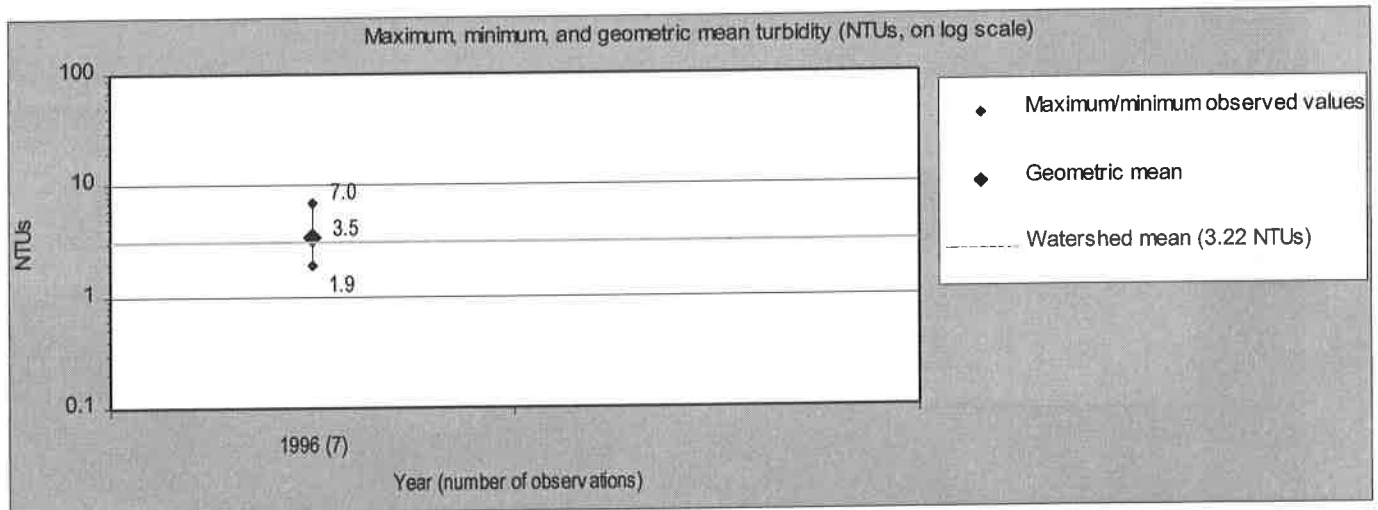 Maximum, minimum, and geometric mean turbidity (NTUs, on log scale)
100
10
1
0.1
NTUs
7.0
3.5
1.9
1996 (7)
Year (number of observations)
Maximum/minimum observed values
Geometric mean
Watershed mean (3.22 NTUs)